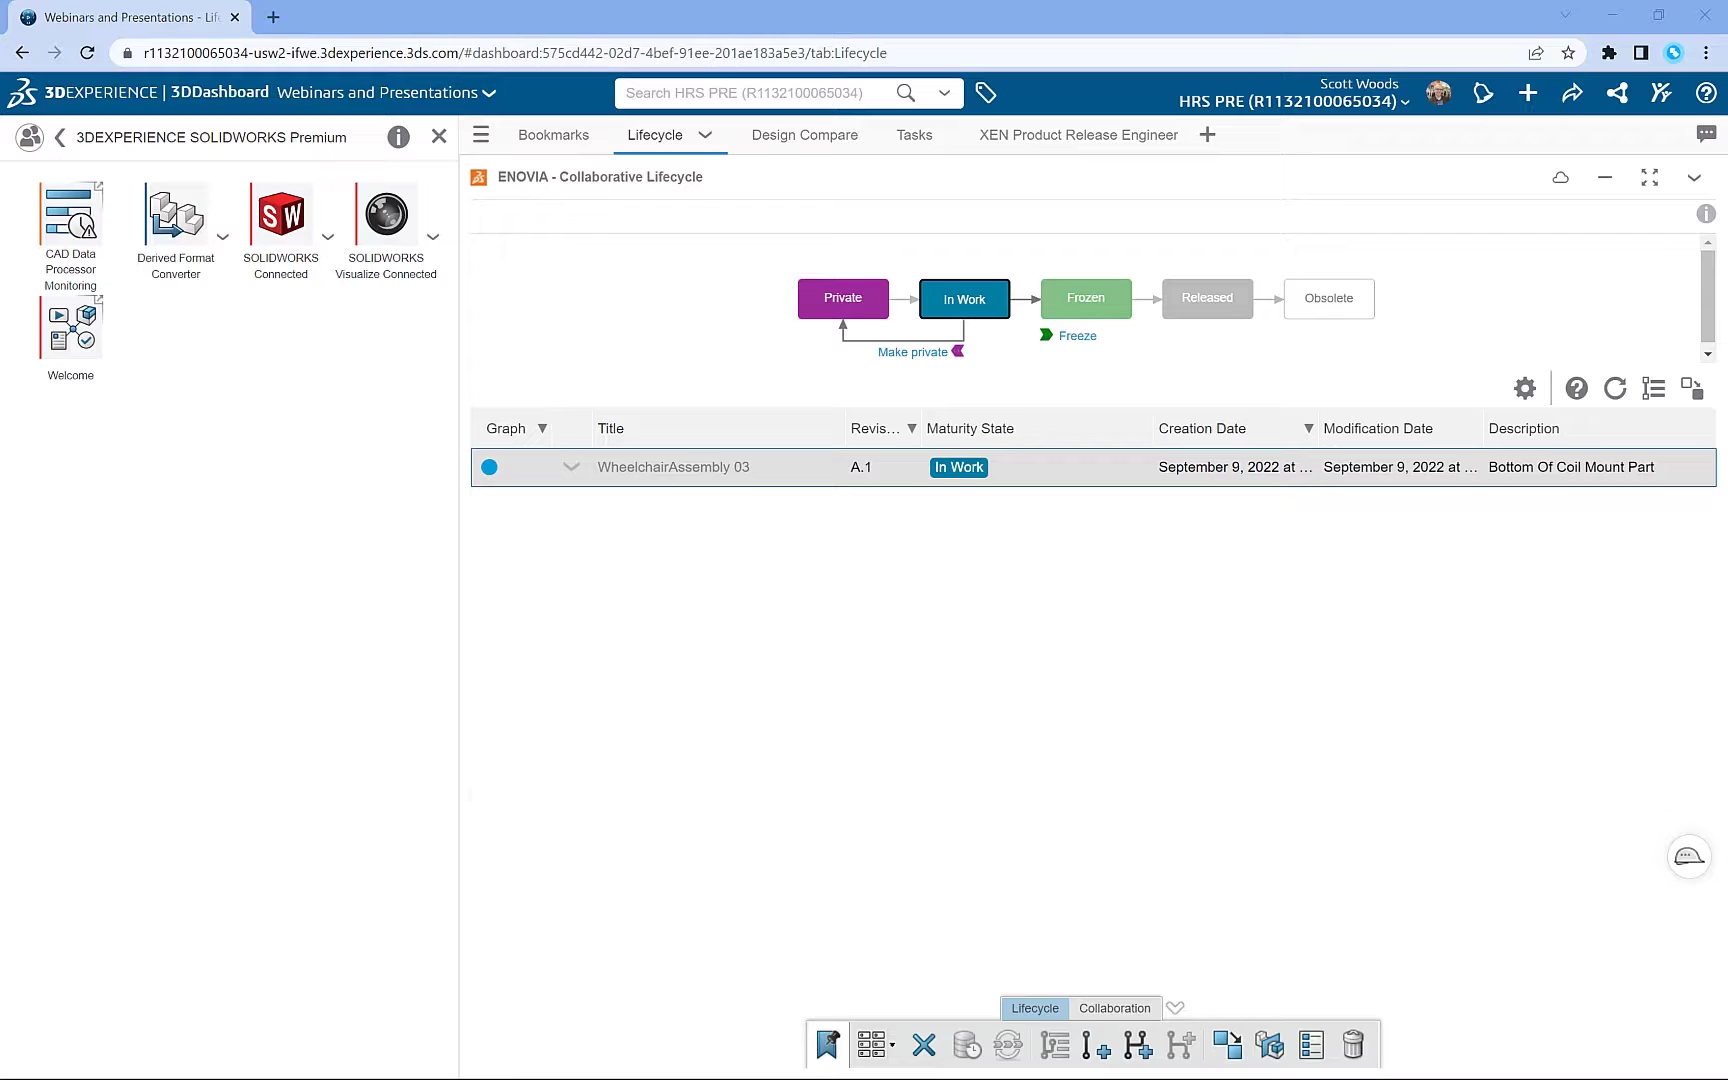 Webinars and Presentations - Lif
r1132100065034-usw2-ifwe.3dexperience.3ds.com/#dashboard:575cd442-02d7-4bef-91ee-201ae183a5e3/tab:Lifecycle
3DEXPERIENCE | 3DDashboard Webinars and Presentations
Search HRS PRE (R1132100065034)
Scott Woods
HRS PRE (R1132100065034)
3DEXPERIENCE SOLIDWORKS Premium
Bookmarks Lifecycle Design Compare Tasks XEN Product Release Engineer
CAD Data
Processor
Monitoring
Derived Format
Converter
SW
SOLIDWORKS
Connected
SOLIDWORKS
Visualize Connected
Welcome
ENOVIA - Collaborative Lifecycle
Private In Work Frozen Released Obsolete
Freeze
Make private
Graph Title Revis... Maturity State Creation Date Modification Date Description
WheelchairAssembly 03 A.1 In Work September 9, 2022 at ... September 9, 2022 at ... Bottom Of Coil Mount Part
Lifecycle Collaboration